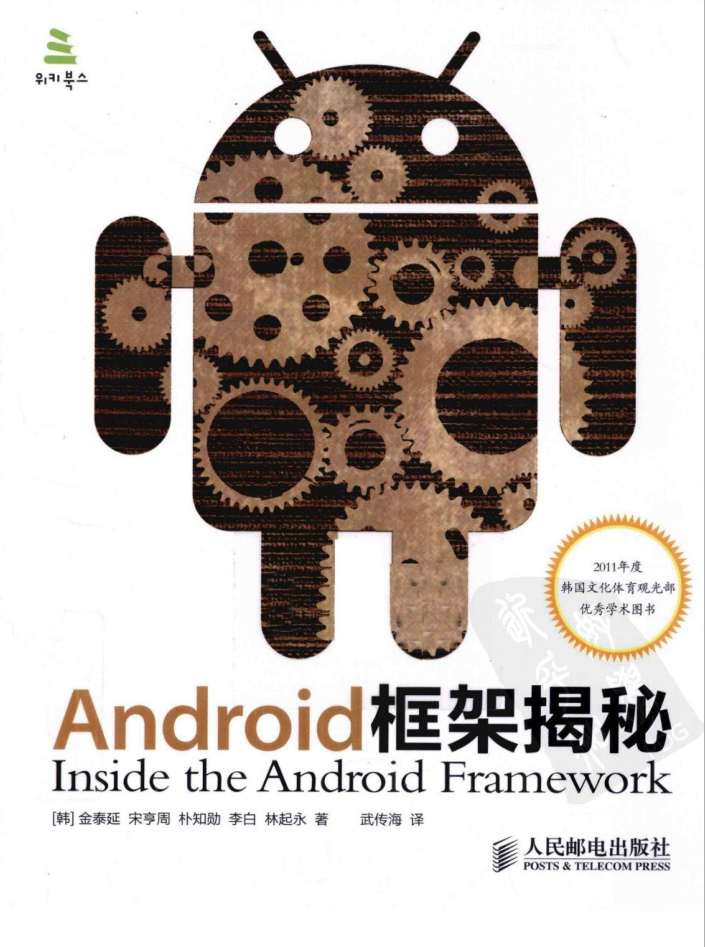 위키북스
2011年度
韩国文化体育观光部
优秀学术图书
Android框架揭秘
Inside the Android Framework
[韩] 金泰延 宋亨周 朴知勋 李白 林起永 著 武传海 译
人民邮电出版社
POSTS & TELECOM PRESS